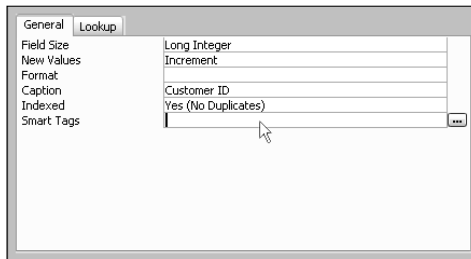 General Lookup
Field Size Long Integer
New Values Increment
Format
Caption Customer ID
Indexed Yes (No Duplicates)
Smart Tags
...